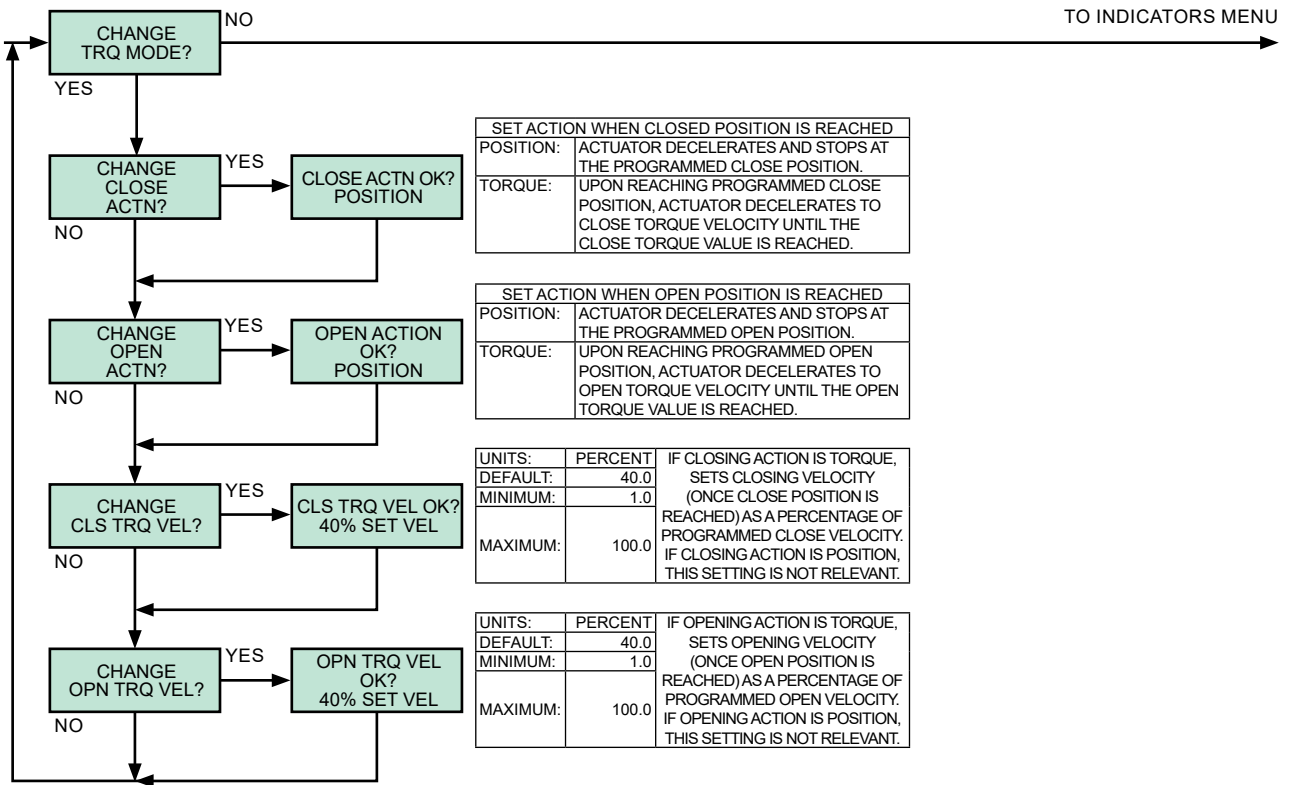 NO
TO INDICATORS MENU
CHANGE
TRQ MODE?
YES
CHANGE
CLOSE
ACTN?
YES
NO
CLOSE ACTN OK?
POSITION
SET ACTION WHEN CLOSED POSITION IS REACHED
POSITION: ACTUATOR DECELERATES AND STOPS AT
THE PROGRAMMED CLOSE POSITION.
TORQUE: UPON REACHING PROGRAMMED CLOSE
POSITION, ACTUATOR DECELERATES TO
CLOSE TORQUE VELOCITY UNTIL THE
CLOSE TORQUE VALUE IS REACHED.
CHANGE
OPEN
ACTN?
YES
NO
OPEN ACTION
OK?
POSITION
SET ACTION WHEN OPEN POSITION IS REACHED
POSITION: ACTUATOR DECELERATES AND STOPS AT
THE PROGRAMMED OPEN POSITION.
TORQUE: UPON REACHING PROGRAMMED OPEN
POSITION, ACTUATOR DECELERATES TO
OPEN TORQUE VELOCITY UNTIL THE OPEN
TORQUE VALUE IS REACHED.
CHANGE
CLS TRQ VEL?
YES
NO
CLS TRQ VEL OK?
40% SET VEL
UNITS: PERCENT
DEFAULT: 40.0
MINIMUM: 1.0
MAXIMUM: 100.0
IF CLOSING ACTION IS TORQUE,
SETS CLOSING VELOCITY
(ONCE CLOSE POSITION IS
REACHED) AS A PERCENTAGE OF
PROGRAMMED CLOSE VELOCITY.
IF CLOSING ACTION IS POSITION,
THIS SETTING IS NOT RELEVANT.
CHANGE
OPN TRQ VEL?
YES
NO
OPN TRQ VEL
OK?
40% SET VEL
UNITS: PERCENT
DEFAULT: 40.0
MINIMUM: 1.0
MAXIMUM: 100.0
IF OPENING ACTION IS TORQUE,
SETS OPENING VELOCITY
(ONCE OPEN POSITION IS
REACHED) AS A PERCENTAGE OF
PROGRAMMED OPEN VELOCITY.
IF OPENING ACTION IS POSITION,
THIS SETTING IS NOT RELEVANT.